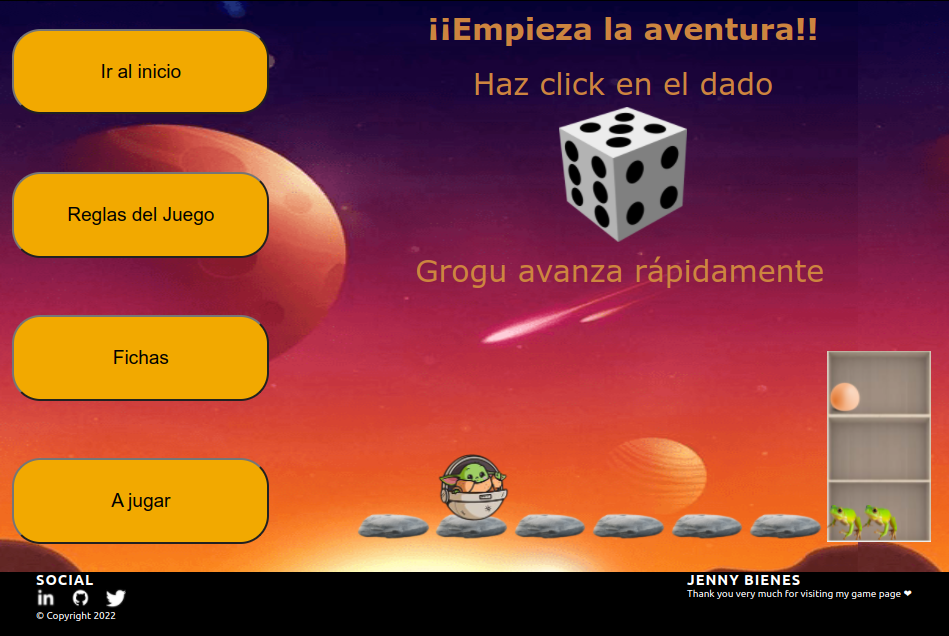 ¡¡Empieza la aventura!!
Haz click en el dado
Grogu avanza rápidamente
Ir al inicio
Reglas del Juego
Fichas
A jugar
SOCIAL
© Copyright 2022
JENNY BIENES
Thank you very much for visiting my game page ❤